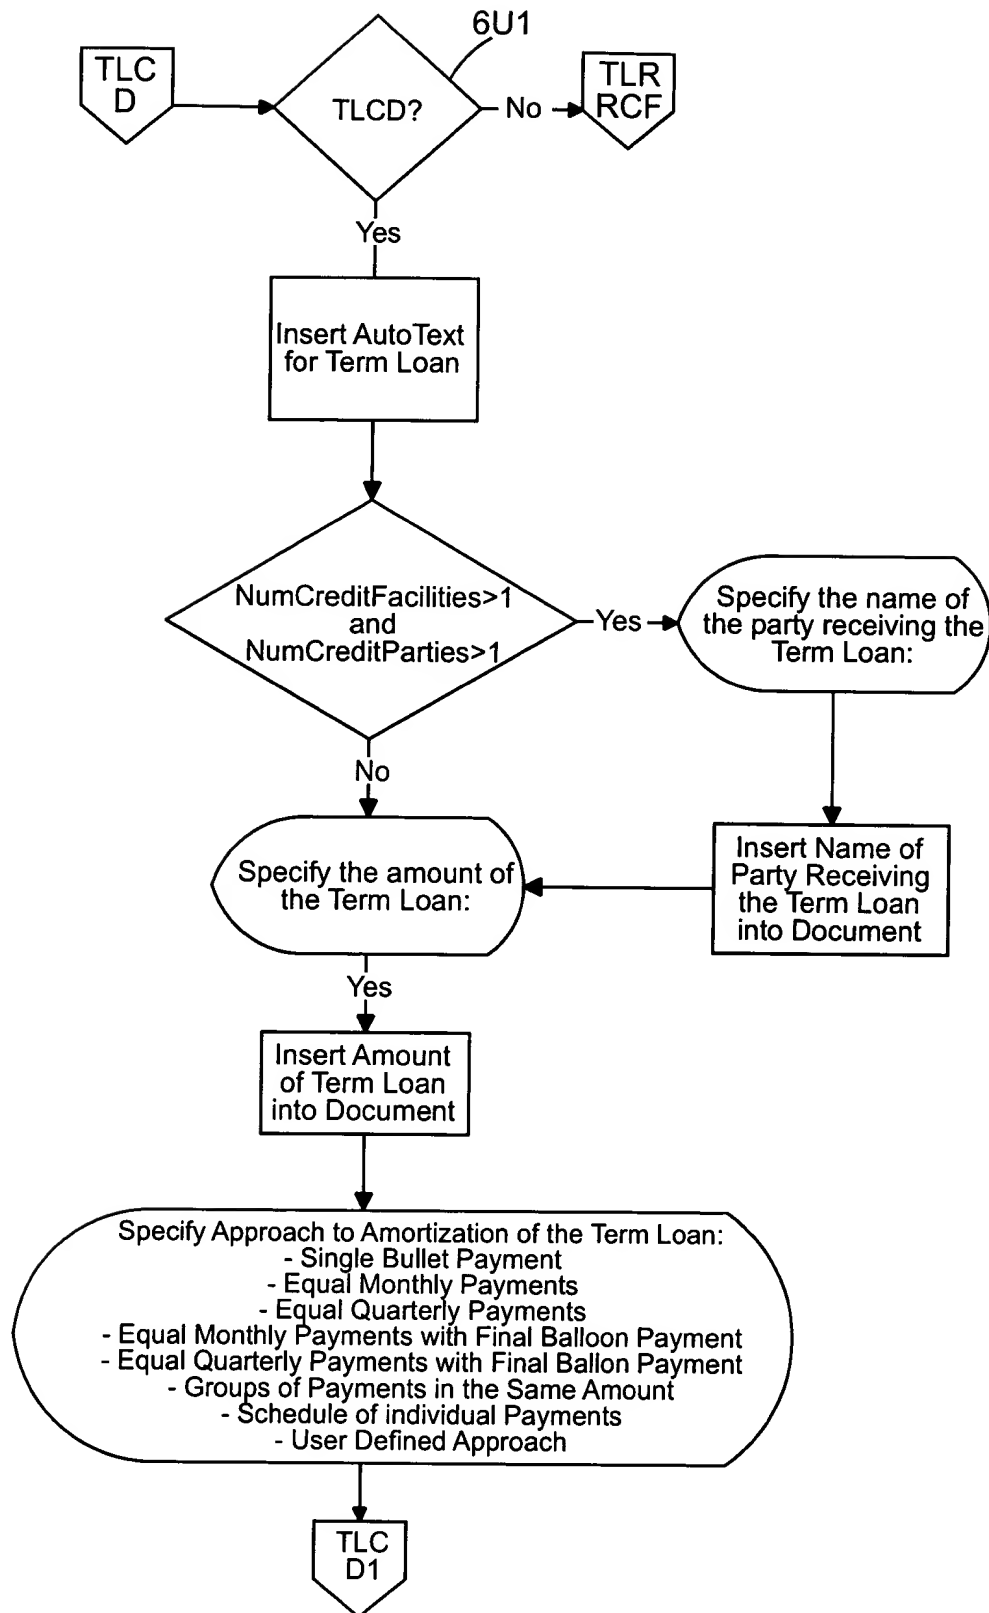 6U1
TLC
D
TLCD?
No
TLR
RCF
Yes
Insert AutoText
for Term Loan
NumCreditFacilities>1
and
NumCreditParties>1
Yes
Specify the name of
the party receiving the
Term Loan:
No
Insert Name of
Party Receiving
the Term Loan
into Document
Specify the amount of
the Term Loan:
Yes
Insert Amount
of Term Loan
into Document
Specify Approach to Amortization of the Term Loan:
- Single Bullet Payment
- Equal Monthly Payments
- Equal Quarterly Payments
- Equal Monthly Payments with Final Balloon Payment
- Equal Quarterly Payments with Final Ballon Payment
- Groups of Payments in the Same Amount
- Schedule of individual Payments
- User Defined Approach
TLC
D1